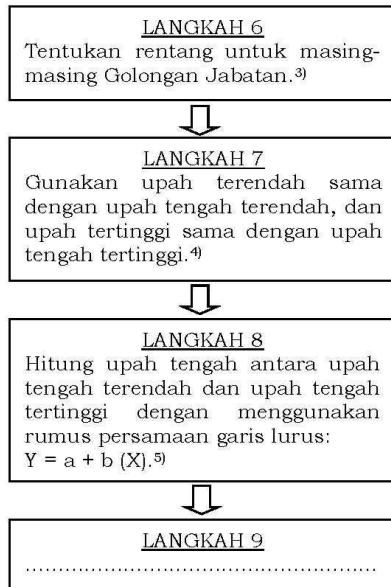 LANGKAH 6
Tentukan rentang untuk masing-
masing Golongan Jabatan.³⁾
LANGKAH 7
Gunakan upah terendah sama
dengan upah tengah terendah, dan
upah tertinggi sama dengan upah
tengah tertinggi.⁴⁾
LANGKAH 8
Hitung upah tengah antara upah
tengah terendah dan upah tengah
tertinggi dengan menggunakan
rumus persamaan garis lurus:
Y = a + b (X).⁵⁾
LANGKAH 9
....................................................